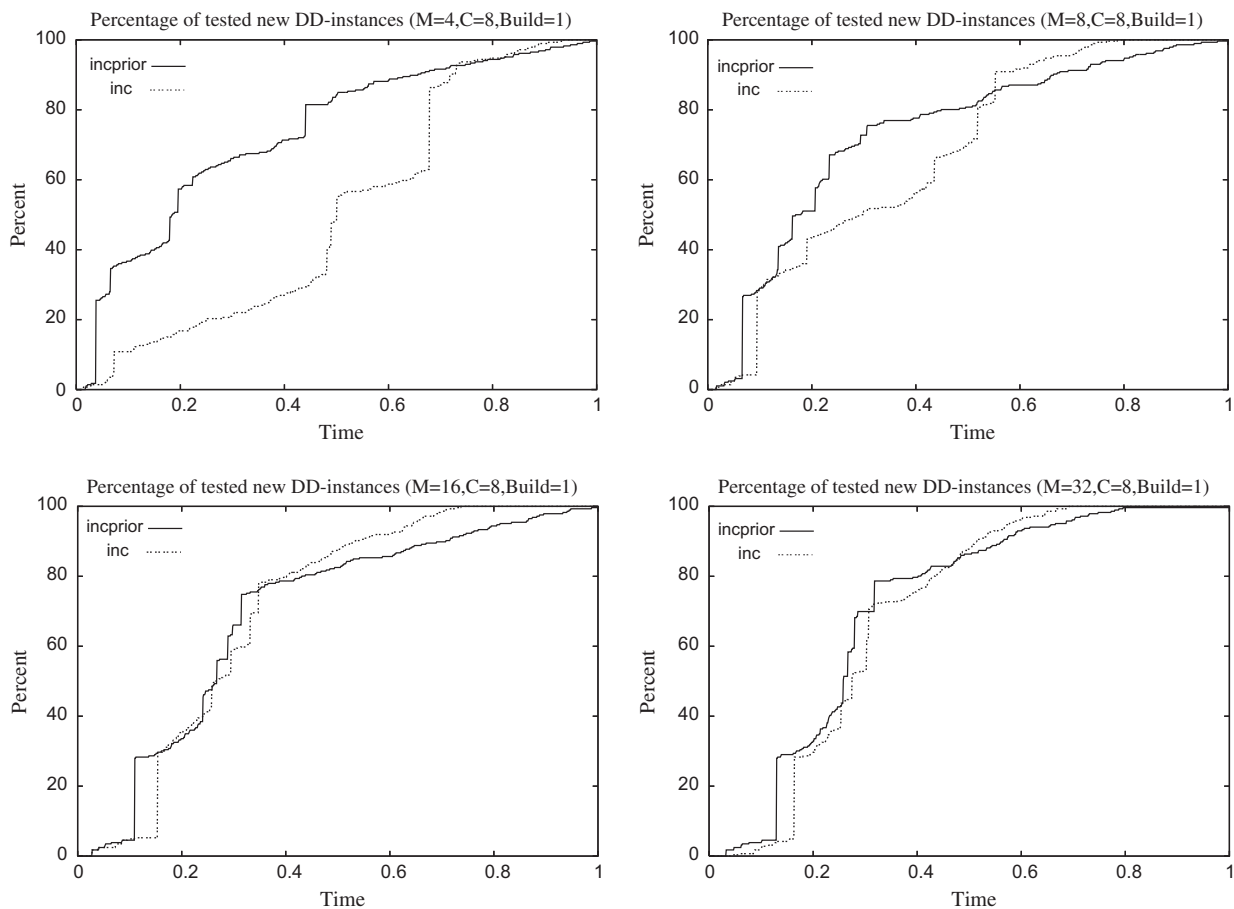 Percentage of tested new DD-instances (M=4,C=8,Build=1)
100
80
60
40
20
0
incprior
inc
Percent
0 0.2 0.4 0.6 0.8 1
Time
Percentage of tested new DD-instances (M=8,C=8,Build=1)
100
80
60
40
20
0
incprior
inc
Percent
0 0.2 0.4 0.6 0.8 1
Time
Percentage of tested new DD-instances (M=16,C=8,Build=1)
100
80
60
40
20
0
incprior
inc
Percent
0 0.2 0.4 0.6 0.8 1
Time
Percentage of tested new DD-instances (M=32,C=8,Build=1)
100
80
60
40
20
0
incprior
inc
Percent
0 0.2 0.4 0.6 0.8 1
Time